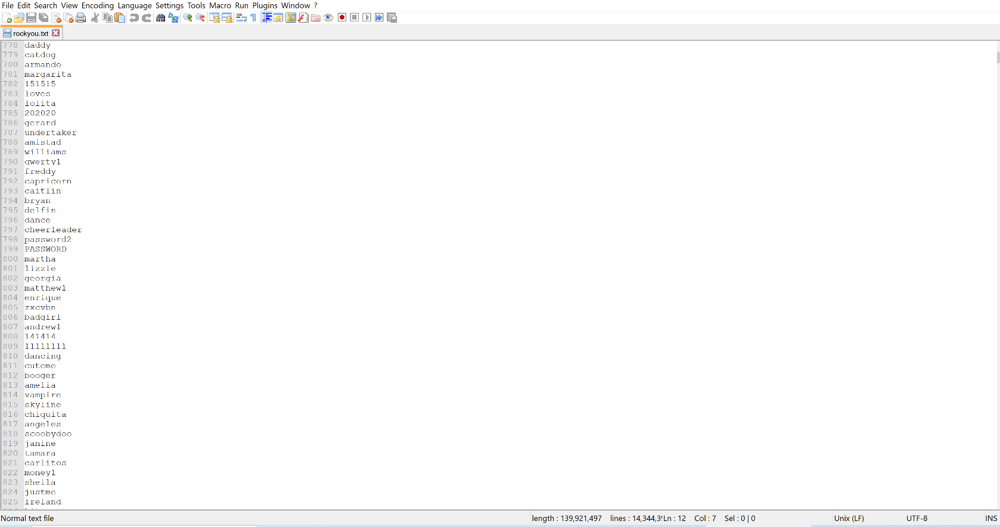 File Edit Search View Encoding Language Settings Tools Macro Run Plugins Window ?
rockyou.txt
778 daddy
779 catdog
780 armando
781 margarita
782 151515
783 loves
784 lolita
785 202020
786 gerard
787 undertaker
788 amistad
789 williams
790 qwerty1
791 freddy
792 capricorn
793 caitlin
794 bryan
795 delfin
796 dance
797 cheerleader
798 password2
799 PASSWORD
800 martha
801 lizzie
802 georgia
803 matthew1
804 enrique
805 zxcvbn
806 badgirl
807 andrew1
808 141414
809 11111111
810 dancing
811 cuteme
812 booger
813 amelia
814 vampire
815 skyline
816 chiquita
817 angeles
818 scoobydoo
819 janine
820 tamara
821 carlitos
822 money1
823 sheila
824 justme
825 ireland
Normal text file length : 139,921,497 lines : 14,344,3 Ln : 12 Col : 7 Sel : 0 | 0 Unix (LF) UTF-8 INS